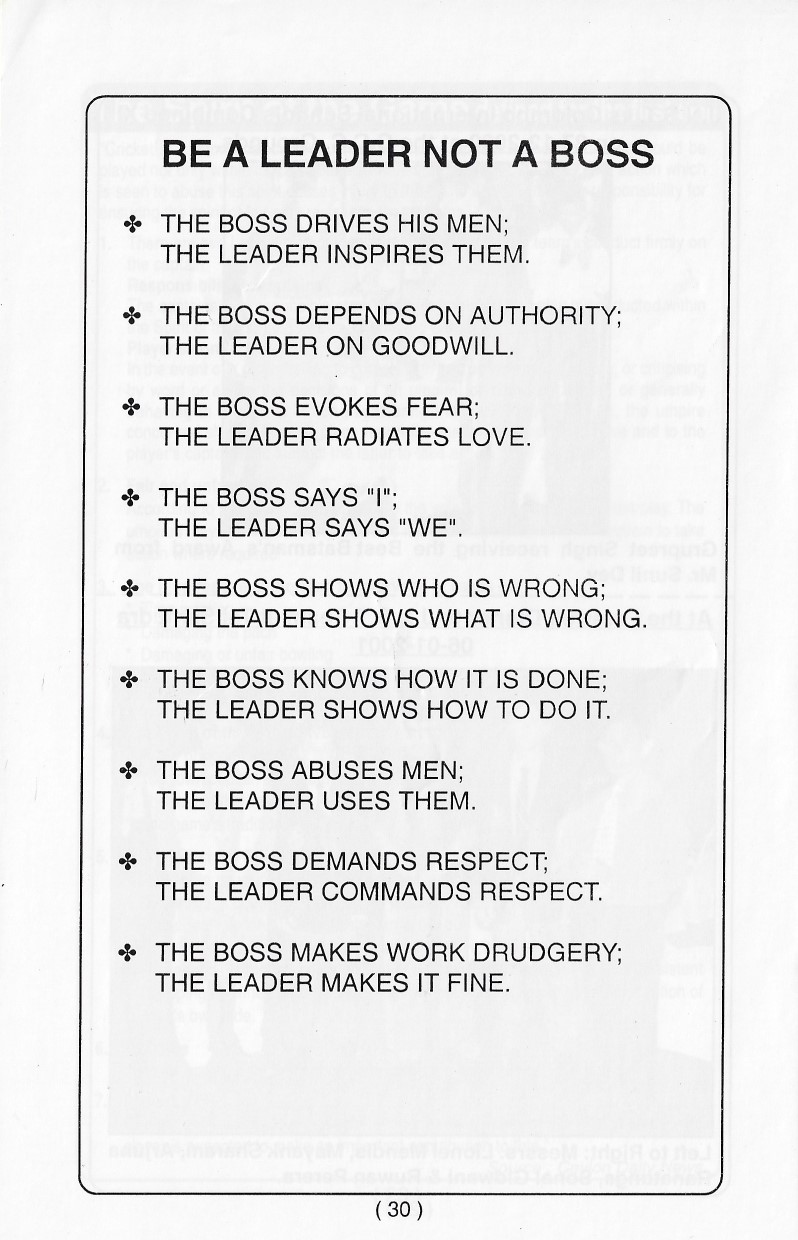 BE A LEADER NOT A BOSS
✤ THE BOSS DRIVES HIS MEN;
THE LEADER INSPIRES THEM.
✤ THE BOSS DEPENDS ON AUTHORITY;
THE LEADER ON GOODWILL.
✤ THE BOSS EVOKES FEAR;
THE LEADER RADIATES LOVE.
✤ THE BOSS SAYS "I";
THE LEADER SAYS "WE".
✤ THE BOSS SHOWS WHO IS WRONG;
THE LEADER SHOWS WHAT IS WRONG.
✤ THE BOSS KNOWS HOW IT IS DONE;
THE LEADER SHOWS HOW TO DO IT.
✤ THE BOSS ABUSES MEN;
THE LEADER USES THEM.
✤ THE BOSS DEMANDS RESPECT;
THE LEADER COMMANDS RESPECT.
✤ THE BOSS MAKES WORK DRUDGERY;
THE LEADER MAKES IT FINE.
( 30 )